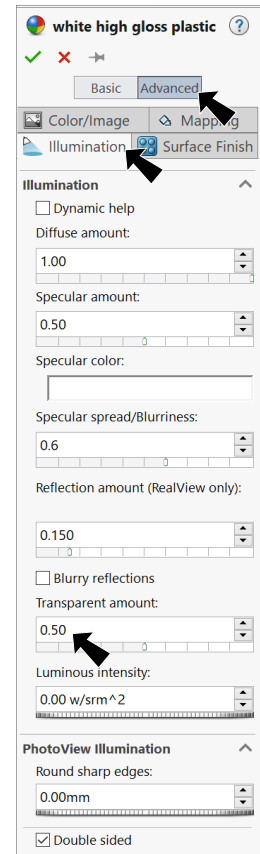 white high gloss plastic ?
Basic Advanced
Color/Image Mapping
Illumination Surface Finish
Illumination
Dynamic help
Diffuse amount:
1.00
Specular amount:
0.50
Specular color:
Specular spread/Blurriness:
0.6
Reflection amount (RealView only):
0.150
Blurry reflections
Transparent amount:
0.50
Luminous intensity:
0.00 w/srm^2
PhotoView Illumination
Round sharp edges:
0.00mm
Double sided